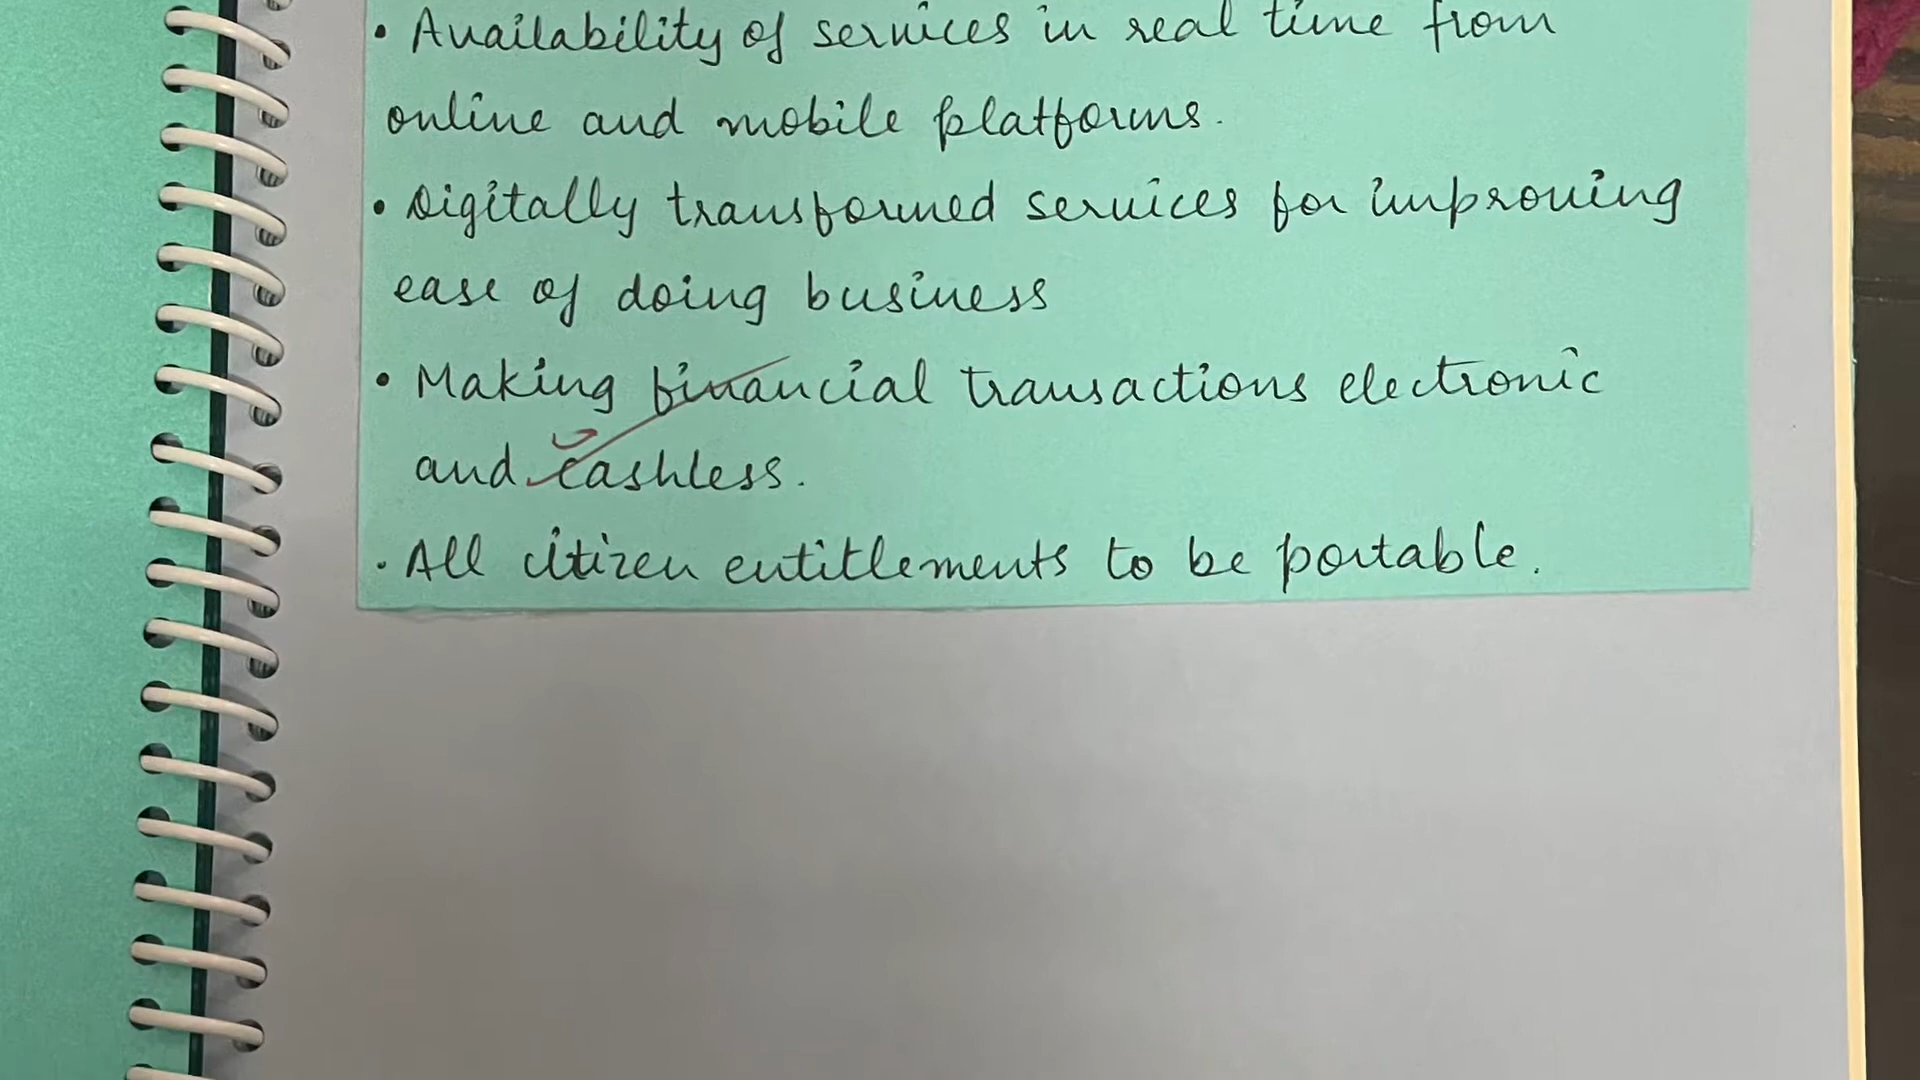 • Availability of services in real time from
online and mobile platforms.
• Digitally transformed services for improving
ease of doing business
• Making financial transactions electronic
and cashless.
• All citizen entitlements to be portable.